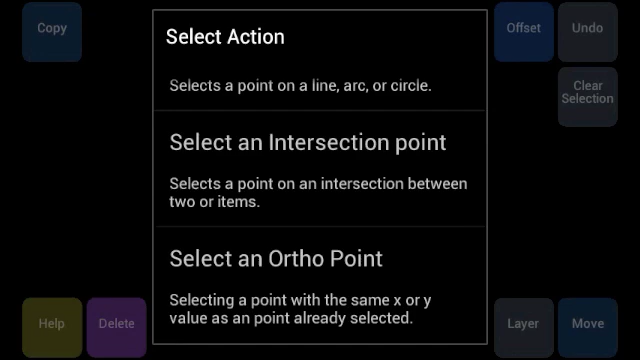 Copy
Select Action
Offset
Undo
Selects a point on a line, arc, or circle.
Clear
Selection
Select an Intersection point
Selects a point on an intersection between
two or items.
Select an Ortho Point
Selecting a point with the same x or y
value as an point already selected.
Help
Delete
Layer
Move